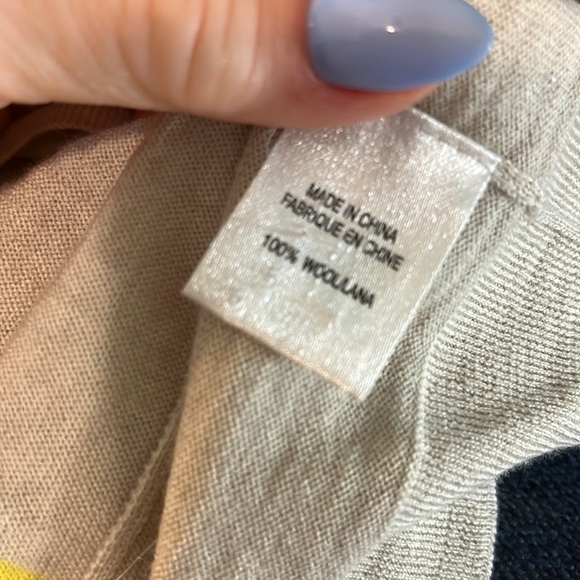 MADE IN CHINA
FABRIQUE EN CHINE
100% WOOL/LANA